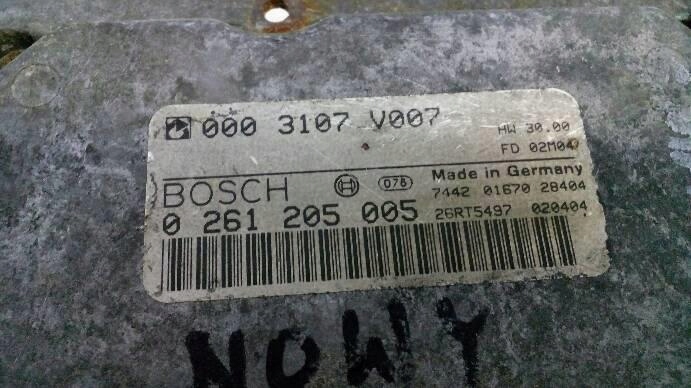 000 3107 V007
HW 30.00
FD 02M04
BOSCH
076
Made in Germany
7442 01670 28404
0 261 205 005
26RT5497 020404
NOWY